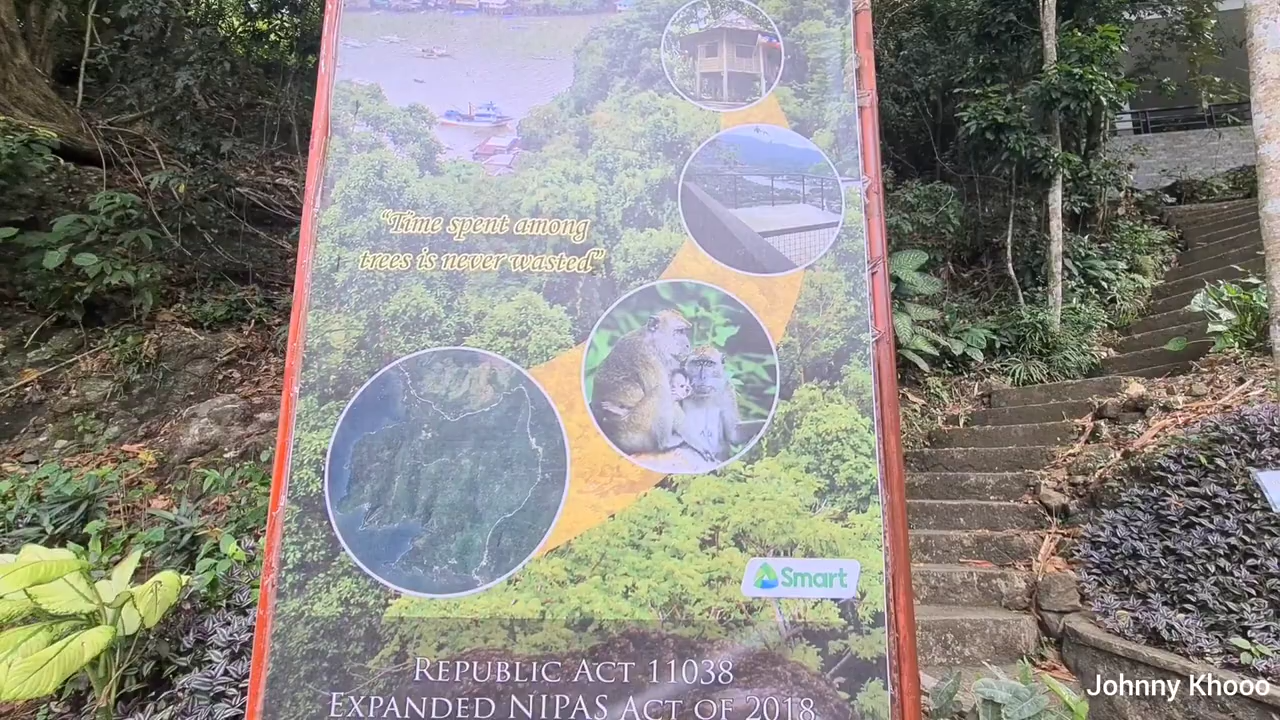 "Time spent among
trees is never wasted"
Smart
REPUBLIC ACT 11038
EXPANDED NIPAS ACT OF 2018
Johnny Khooo